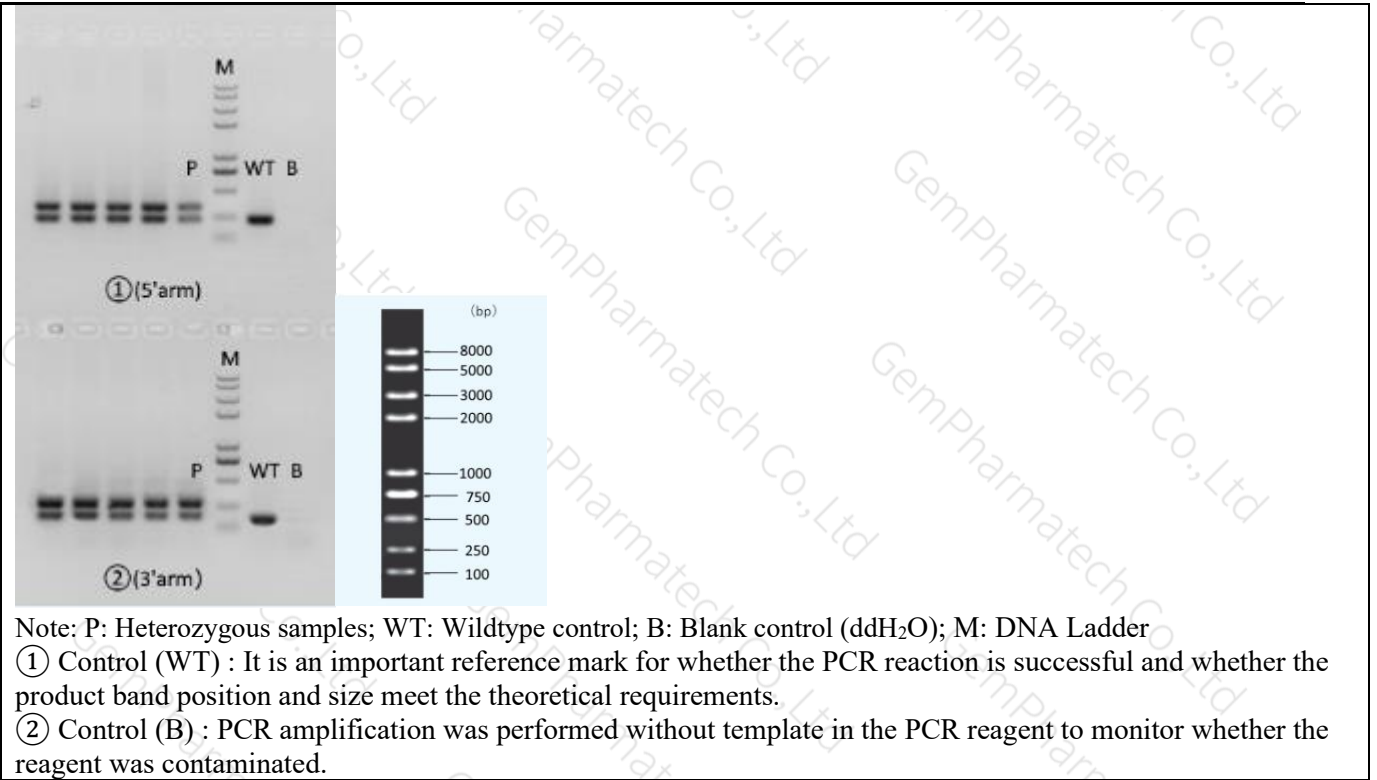 M
P
WT B
①(5'arm)
M
P
WT B
②(3'arm)
(bp)
8000
5000
3000
2000
1000
750
500
250
100
Note: P: Heterozygous samples; WT: Wildtype control; B: Blank control (ddH₂O); M: DNA Ladder
① Control (WT) : It is an important reference mark for whether the PCR reaction is successful and whether the
product band position and size meet the theoretical requirements.
② Control (B) : PCR amplification was performed without template in the PCR reagent to monitor whether the
reagent was contaminated.
GemPharmatech Co.,Ltd